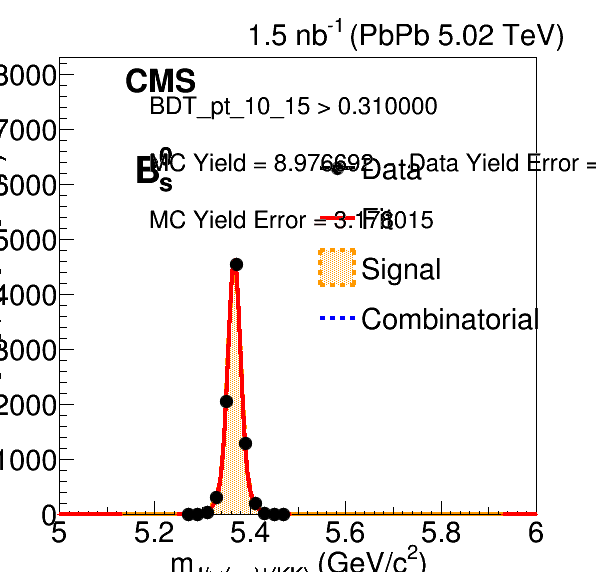 1.5 nb-1 (PbPb 5.02 TeV)
CMS
BDT_pt_10_15 > 0.310000
B0s
MC Yield = 8.976692 Data Yield Error =
Data
MC Yield Error = 3.178015
Fit
Signal
Combinatorial
8000
7000
6000
5000
4000
3000
2000
1000
0
5 5.2 5.4 5.6 5.8 6
(GeV/c2)